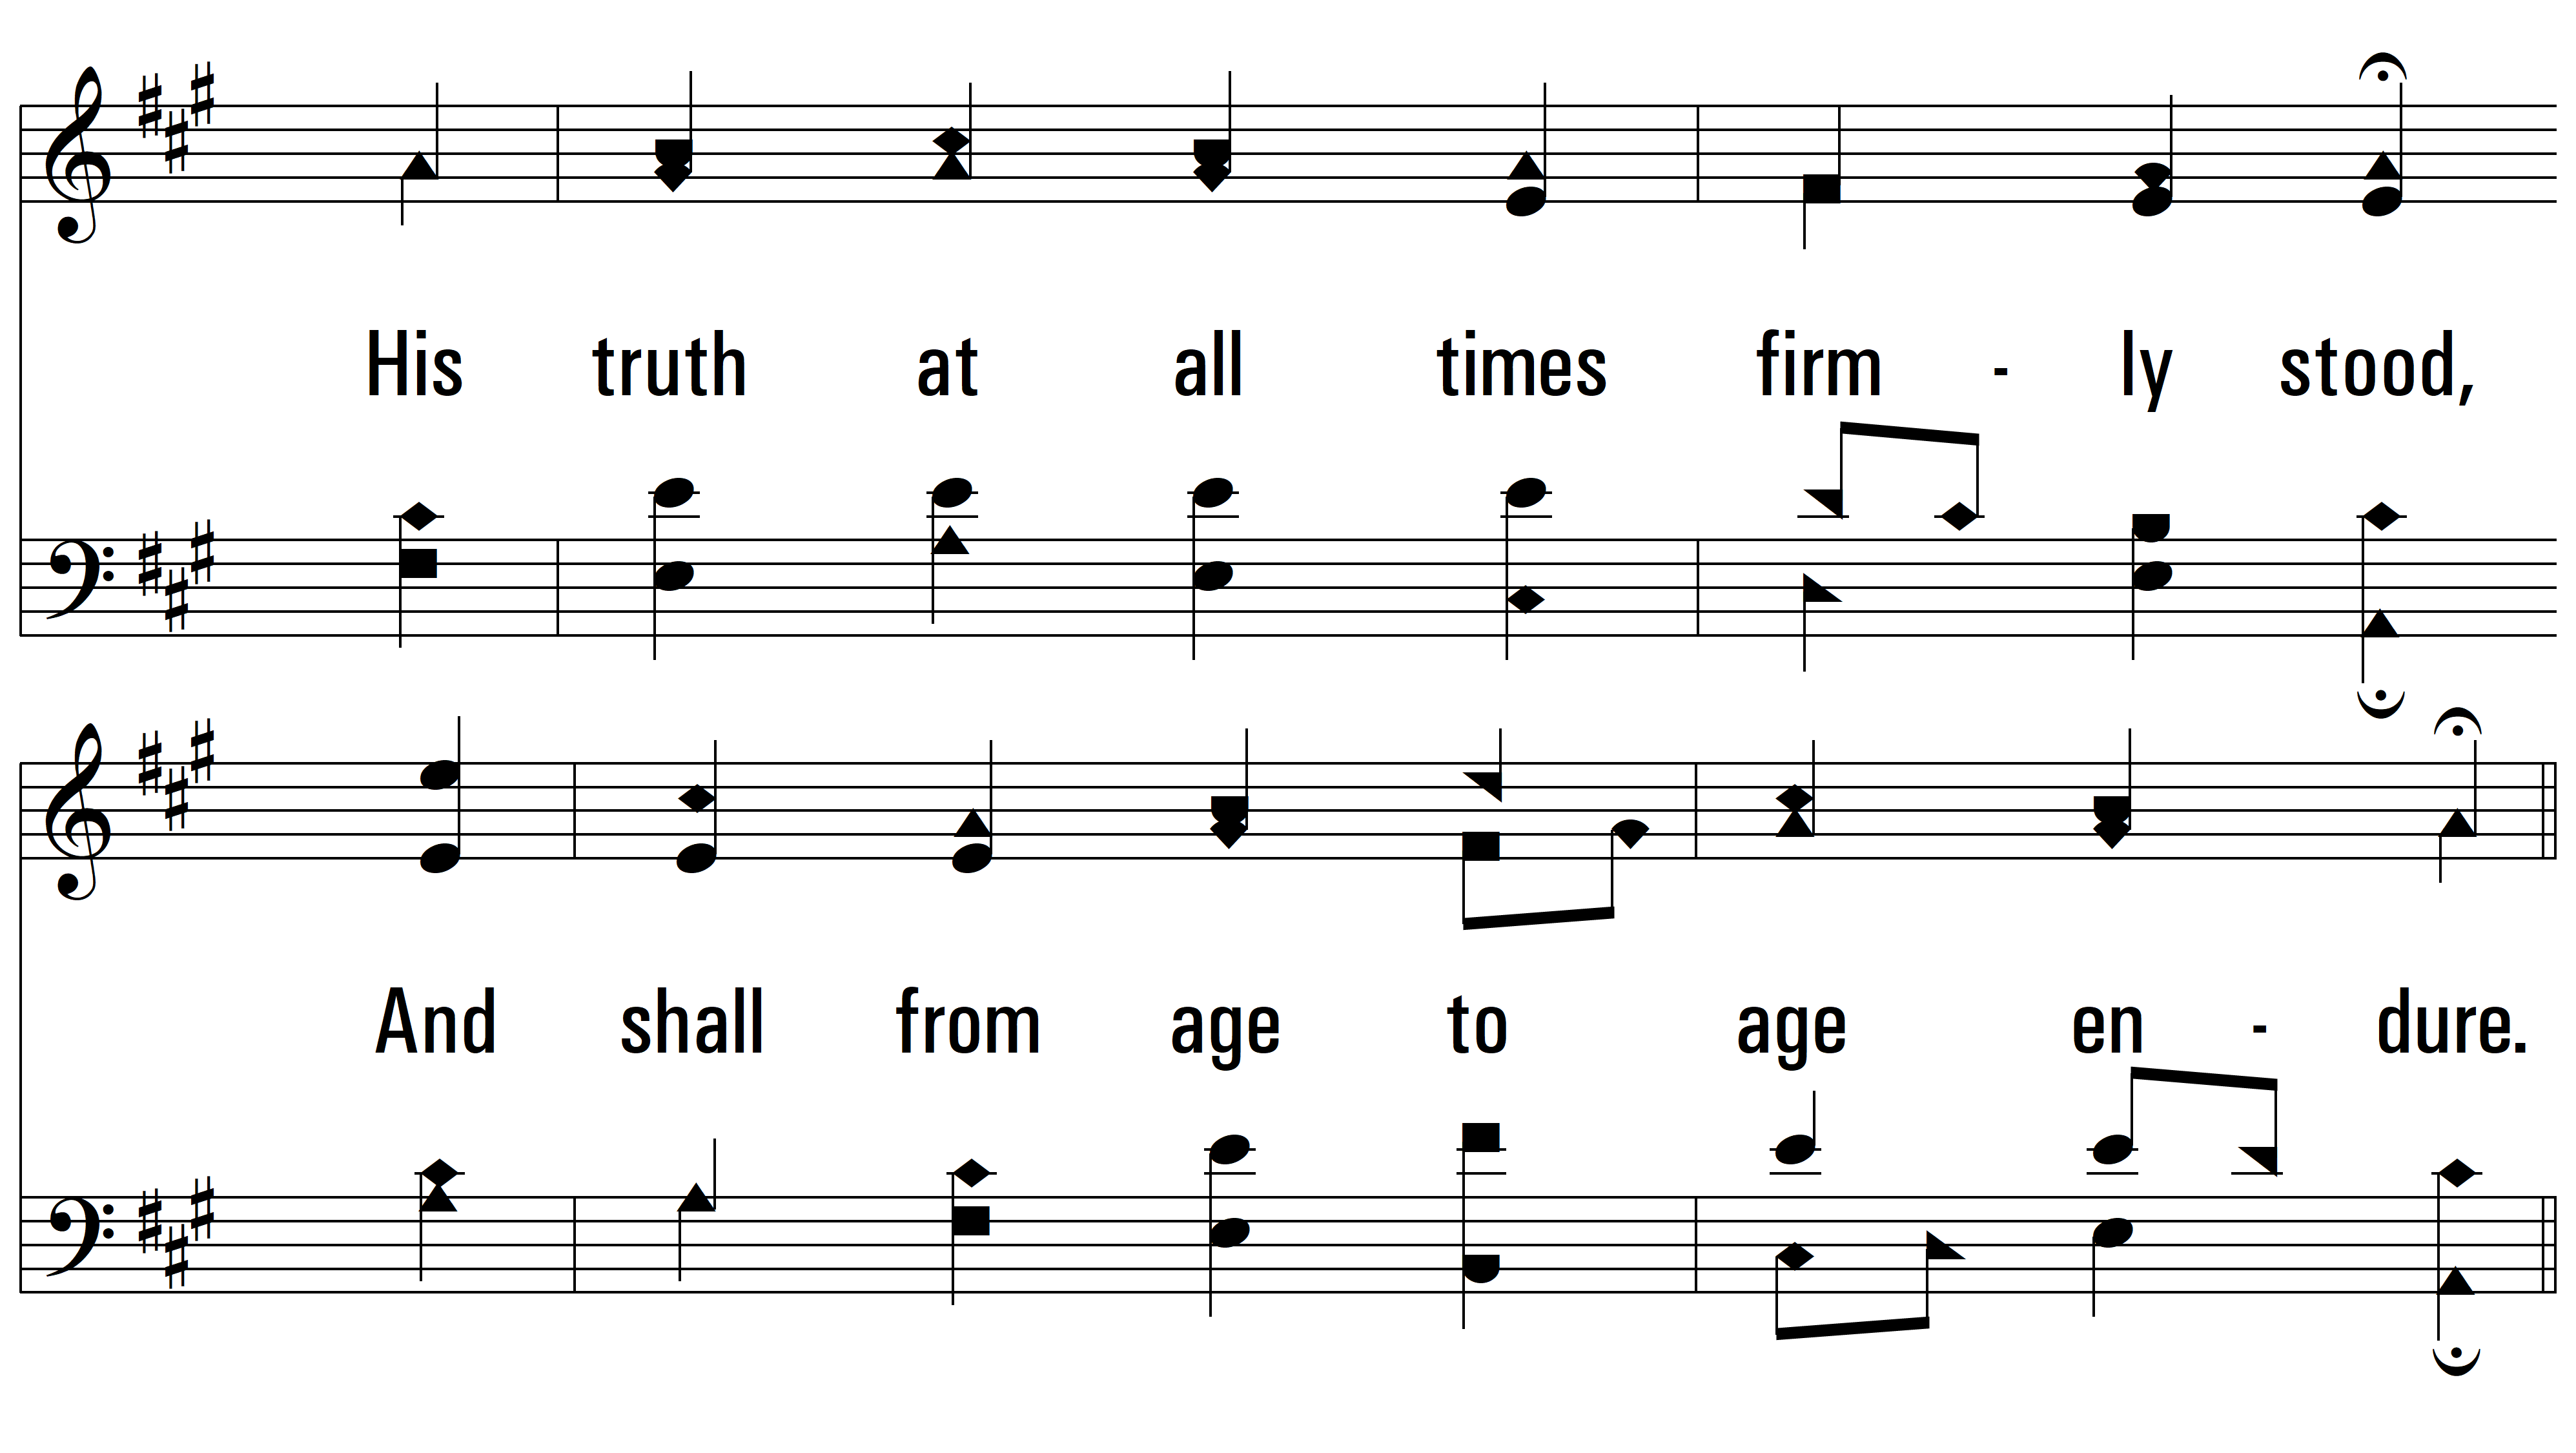 His truth at all times firm - ly stood,
And shall from age to age en - dure.